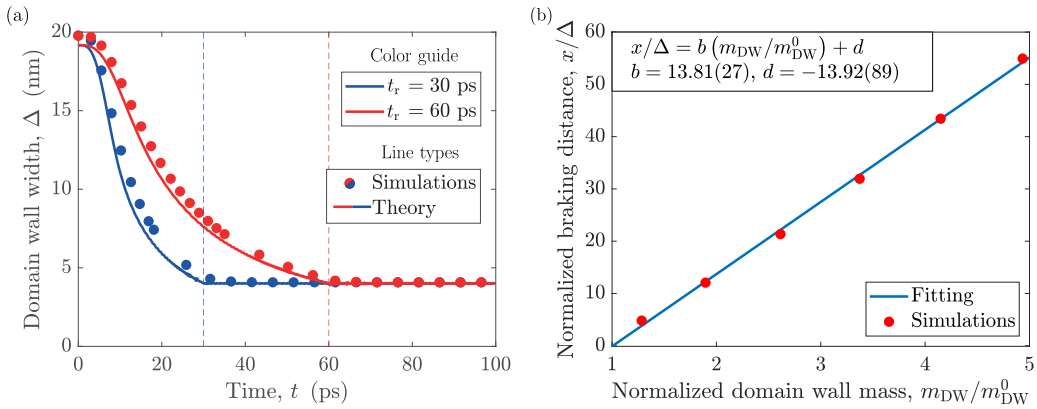 (a)
20
15
10
5
0
Domain wall width, Δ (nm)
0 20 40 60 80 100
Time, t (ps)
Color guide
t_r = 30 ps
t_r = 60 ps
Line types
Simulations
Theory
(b)
60
50
40
30
20
10
0
Normalized braking distance, x/Δ
1 2 3 4 5
Normalized domain wall mass, m_DW/m^0_DW
x/Δ = b (m_DW/m^0_DW) + d
b = 13.81(27), d = −13.92(89)
Fitting
Simulations